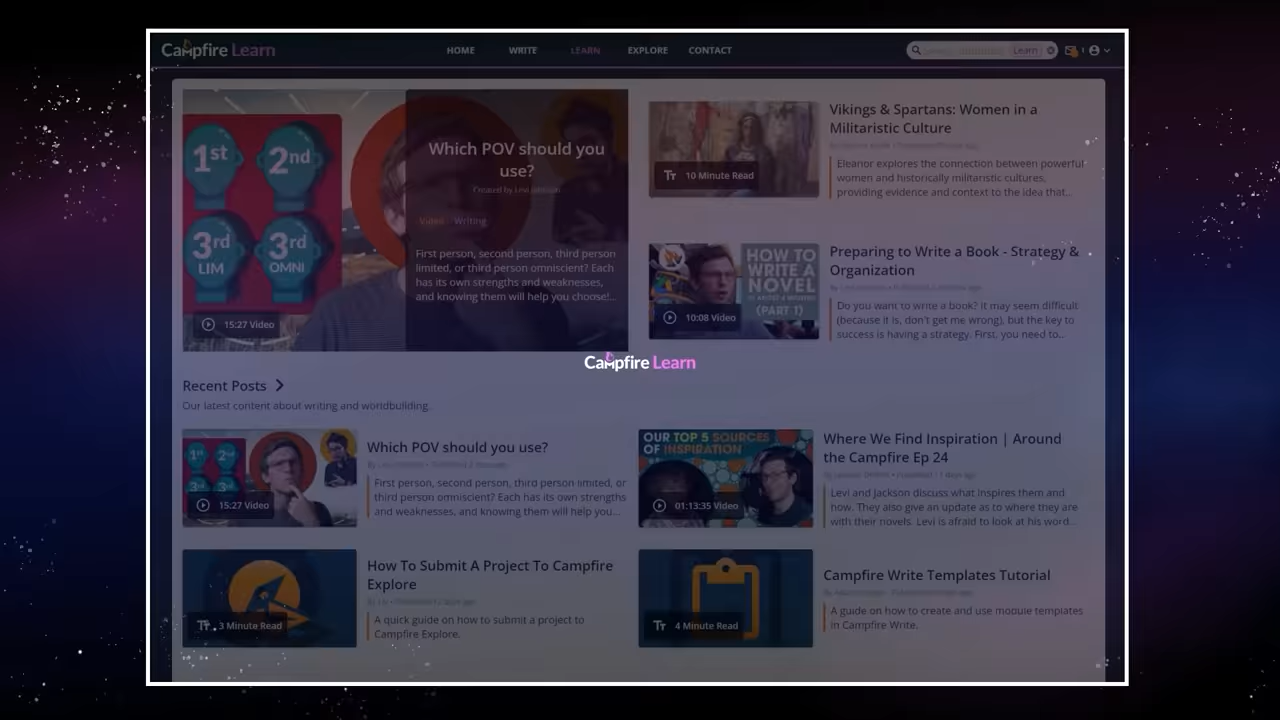 Campfire Learn
HOME
WRITE
LEARN
EXPLORE
CONTACT
Learn
1st
2nd
3rd
LIM
3rd
OMNI
15:27 Video
Which POV should you
use?
Created by Levi Johnson
Video
Writing
First person, second person, third person
limited, or third person omniscient? Each
has its own strengths and weaknesses,
and knowing them will help you choose!...
10 Minute Read
Vikings & Spartans: Women in a
Militaristic Culture
Eleanor explores the connection between powerful
women and historically militaristic cultures,
providing evidence and context to the idea that...
HOW TO
WRITE A
NOVEL
(PART 1)
10:08 Video
Preparing to Write a Book - Strategy &
Organization
Do you want to write a book? It may seem difficult
(because it is, don't get me wrong), but the key to
success is having a strategy. First, you need to...
Campfire Learn
Recent Posts
Our latest content about writing and worldbuilding.
1st
2nd
3rd
15:27 Video
Which POV should you use?
First person, second person, third person limited, or
third person omniscient? Each has its own strengths
and weaknesses, and knowing them will help you...
OUR TOP 5 SOURCES
OF INSPIRATION
01:13:35 Video
Where We Find Inspiration | Around
the Campfire Ep 24
Levi and Jackson discuss what inspires them and
how. They also give an update as to where they are
with their novels. Levi is afraid to look at his word...
3 Minute Read
How To Submit A Project To Campfire
Explore
A quick guide on how to submit a project to
Campfire Explore.
4 Minute Read
Campfire Write Templates Tutorial
A guide on how to create and use module templates
in Campfire Write.